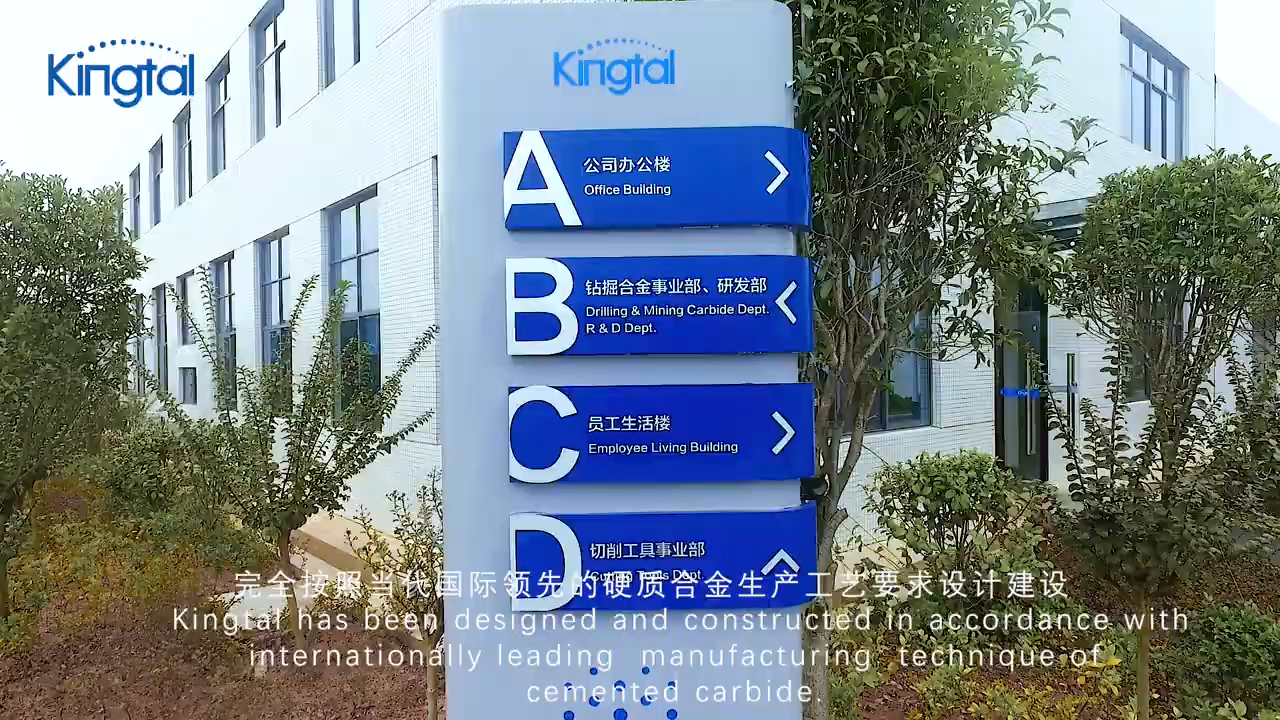 Kingtal
Kingtal
A
公司办公楼
Office Building
B
钻掘合金事业部、研发部
Drilling & Mining Carbide Dept.
R & D Dept.
C
员工生活楼
Employee Living Building
D
切削工具事业部
Cutting Tools Dept.
完全按照当代国际领先的硬质合金生产工艺要求设计建设
Kingtal has been designed and constructed in accordance with
internationally leading manufacturing technique of
cemented carbide.